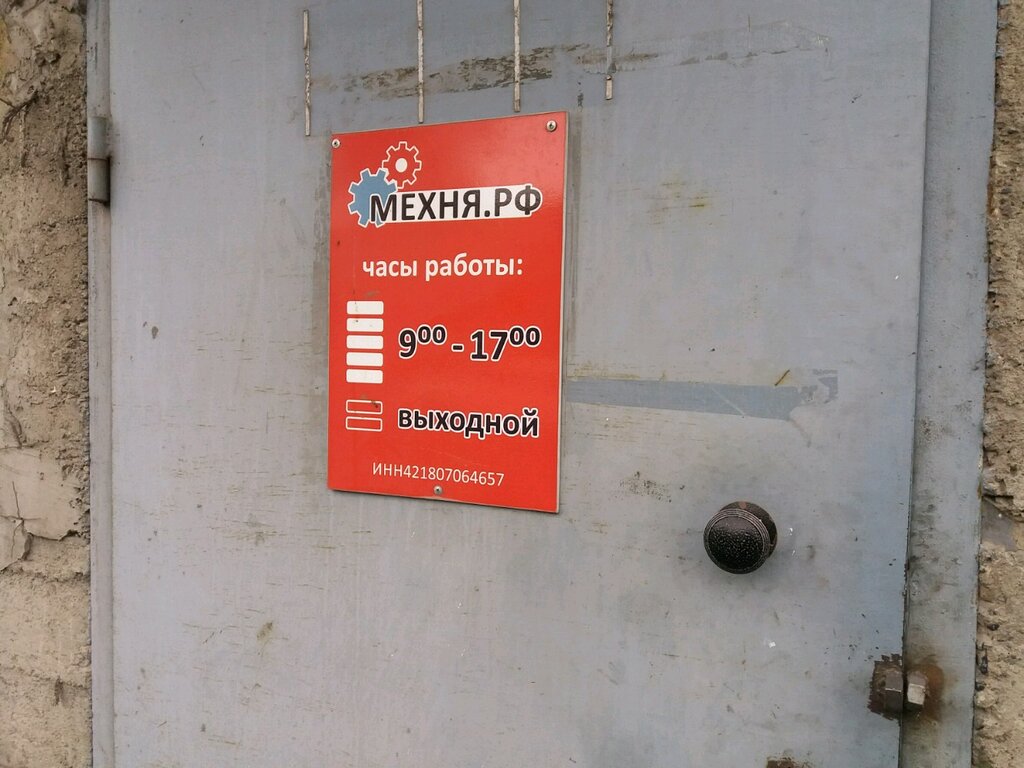 МЕХНЯ.РФ
часы работы:
9⁰⁰ - 17⁰⁰
выходной
ИНН421807064657